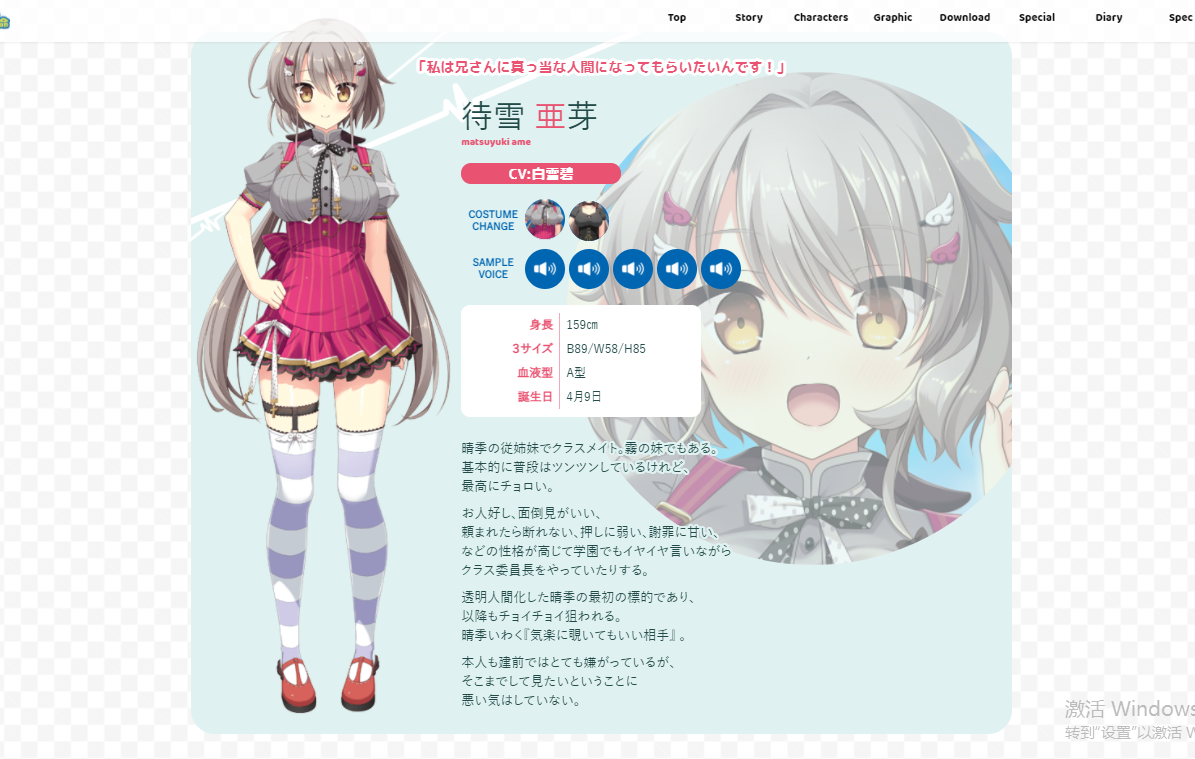 Top Story Characters Graphic Download Special Diary Spec
「私は兄さんに真っ当な人間になってもらいたいんです！」
待雪 亜芽
matsuyuki ame
CV:白雪碧
COSTUME
CHANGE
SAMPLE
VOICE
身長 159㎝
3サイズ B89/W58/H85
血液型 A型
誕生日 4月9日
晴季の従姉妹でクラスメイト。霧の妹でもある。
基本的に普段はツンツンしているけれど、
最高にチョロい。
お人好し、面倒見がいい、
頼まれたら断れない、押しに弱い、謝罪に甘い、
などの性格が高じて学園でもイヤイヤ言いながら
クラス委員長をやっていたりする。
透明人間化した晴季の最初の標的であり、
以降もチョイチョイ狙われる。
晴季いわく『気楽に覗いてもいい相手』。
本人も建前ではとても嫌がっているが、
そこまでして見たいということに
悪い気はしていない。
激活 Windows
转到"设置"以激活 W